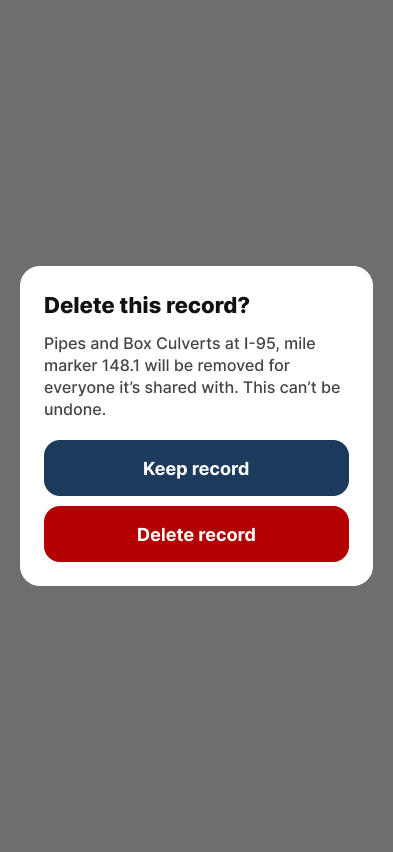 Delete this record?
Pipes and Box Culverts at I-95, mile
marker 148.1 will be removed for
everyone it’s shared with. This can’t be
undone.
Keep record
Delete record